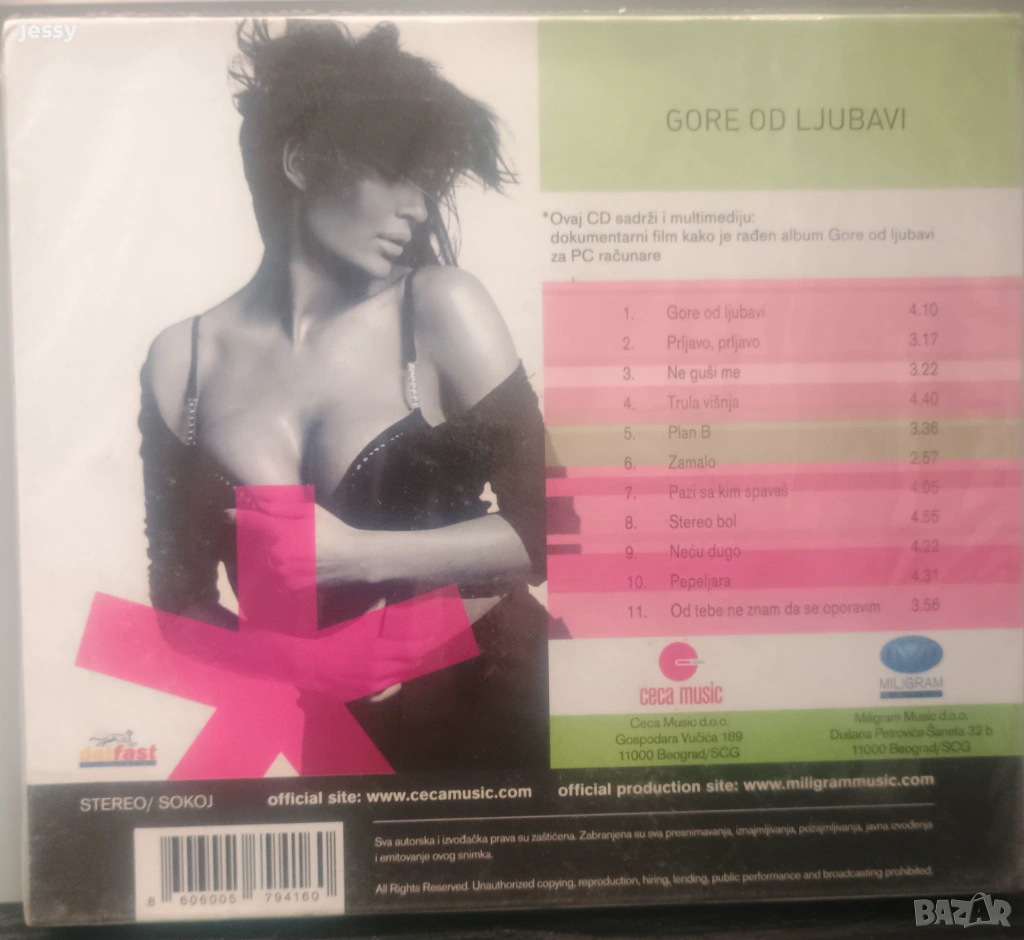 jessy
GORE OD LJUBAVI
*Ovaj CD sadrži i multimediju:
dokumentarni film kako je rađen album Gore od ljubavi
za PC računare
1. Gore od ljubavi 4.10
2. Prljavo, prljavo 3.17
3. Ne guši me 3.22
4. Trula višnja 4.40
5. Plan B 3.36
6. Zamalo 2.57
7. Pazi sa kim spavaš 4.05
8. Stereo bol 4.55
9. Neću dugo 4.22
10. Pepeljara 4.31
11. Od tebe ne znam da se oporavim 3.56
ceca music
MILIGRAM
Ceca Music d.o.o.
Gospodara Vučića 189
11000 Beograd/SCG
Miligram Music d.o.o.
Dušana Petrovića-Šaneta 32 b
11000 Beograd/SCG
delfast
STEREO/ SOKOJ
official site: www.cecamusic.com
official production site: www.miligrammusic.com
Sva autorska i izvođačka prava su zaštićena. Zabranjena su sva presnimavanja, iznajmljivanja, pozajmljivanja, javna izvođenja
i emitovanje ovog snimka.
All Rights Reserved. Unauthorized copying, reproduction, hiring, lending, public performance and broadcasting prohibited.
8 606005 794160
BAZAR